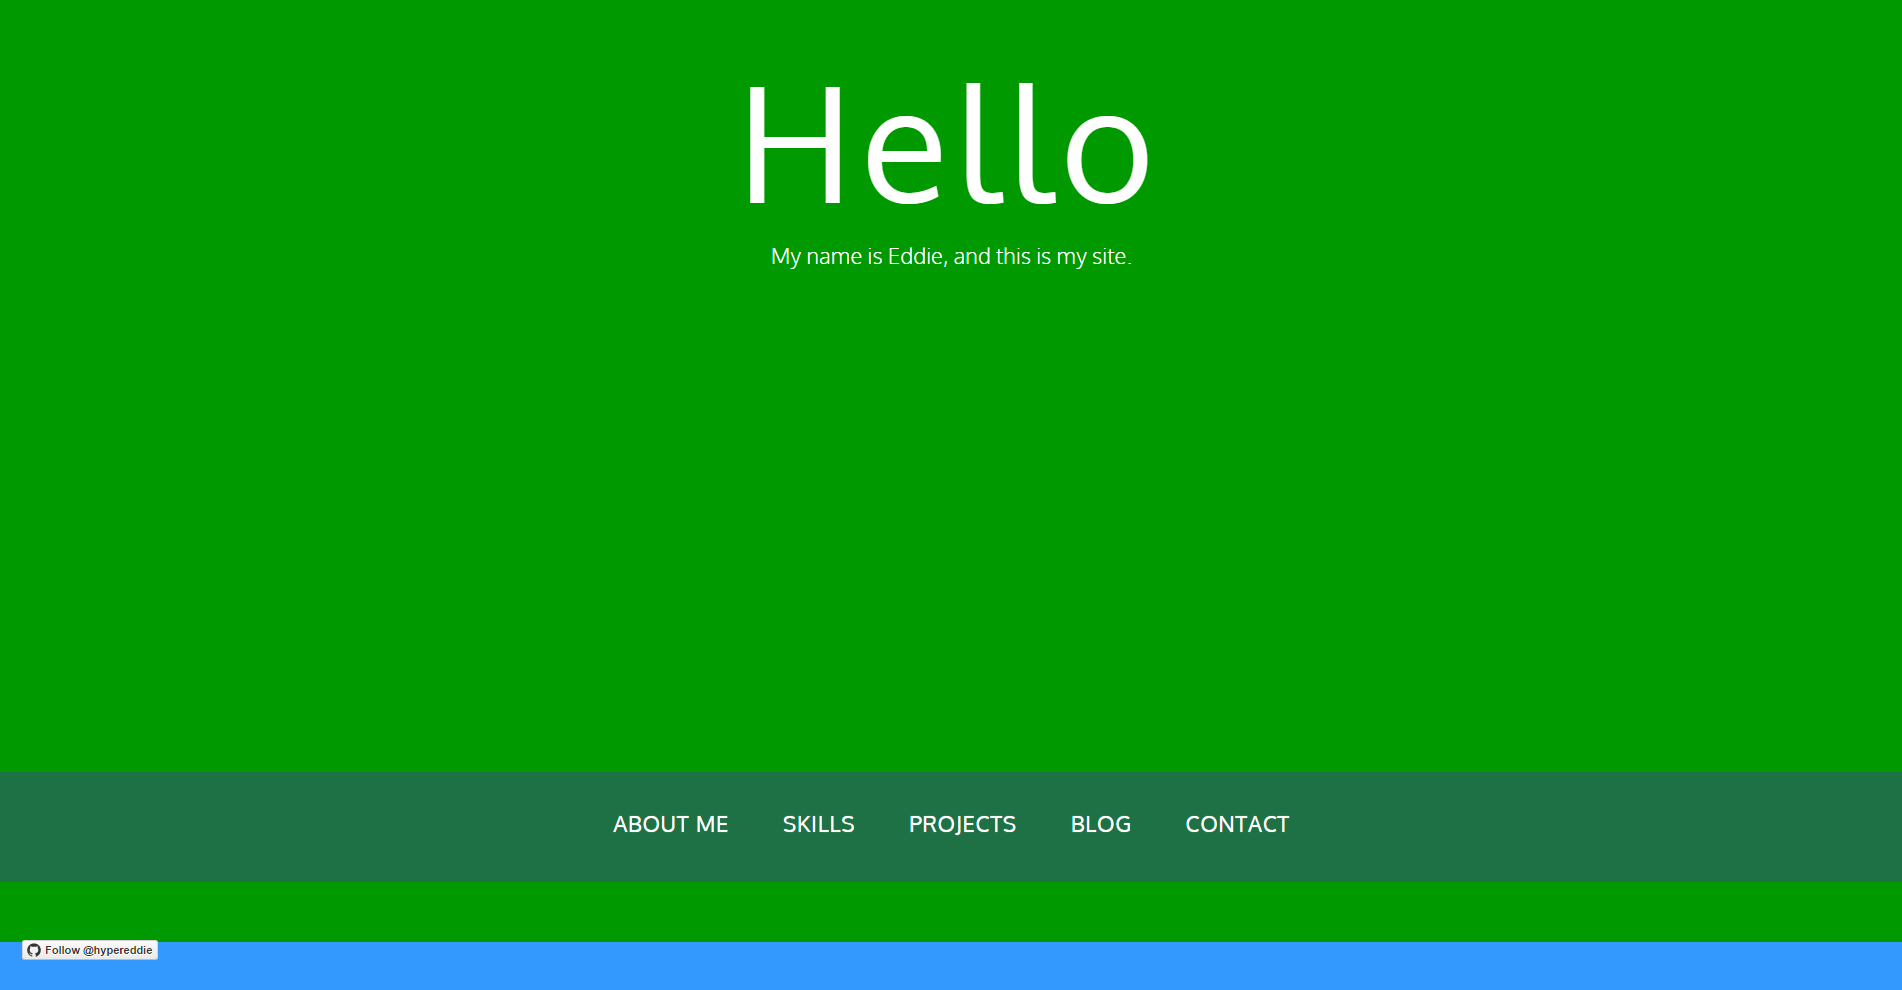 Hello
My name is Eddie, and this is my site.
ABOUT ME SKILLS PROJECTS BLOG CONTACT
Follow @hypereddie